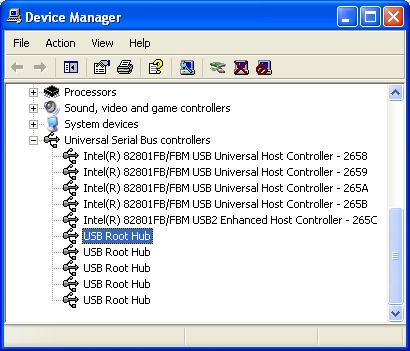 Device Manager
File Action View Help
Processors
Sound, video and game controllers
System devices
Universal Serial Bus controllers
Intel(R) 82801FB/FBM USB Universal Host Controller - 2658
Intel(R) 82801FB/FBM USB Universal Host Controller - 2659
Intel(R) 82801FB/FBM USB Universal Host Controller - 265A
Intel(R) 82801FB/FBM USB Universal Host Controller - 265B
Intel(R) 82801FB/FBM USB2 Enhanced Host Controller - 265C
USB Root Hub
USB Root Hub
USB Root Hub
USB Root Hub
USB Root Hub